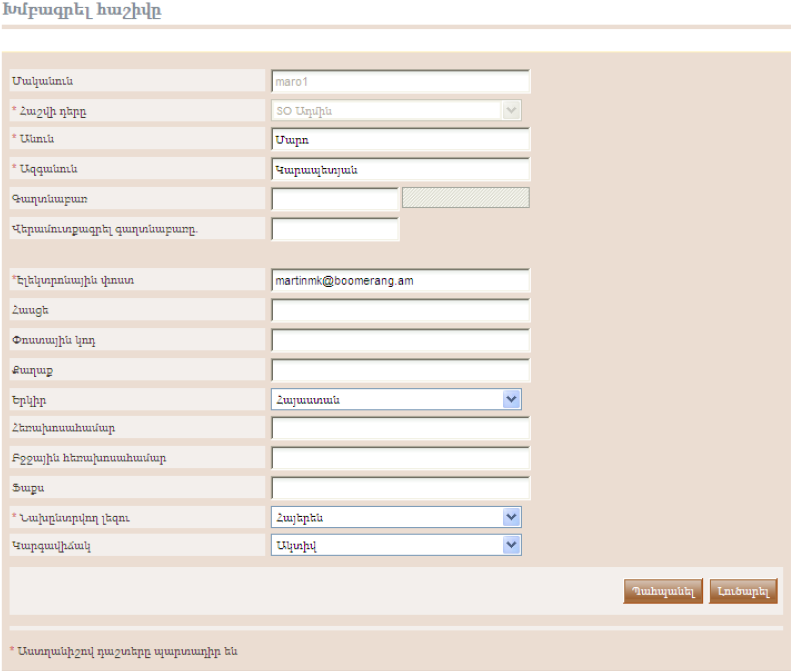 Խմբագրել հաշիվը
Մականուն maro1
* Հաշվի դերը SO Ադմին
* Անուն Մարո
* Ազգանուն Կարապետյան
Գաղտնաբառ
Վերամուտքագրել գաղտնաբառը.
*Էլեկտրոնային փոստ martinmk@boomerang.am
Հասցե
Փոստային կոդ
Քաղաք
Երկիր Հայաստան
Հեռախոսահամար
Բջջային հեռախոսահամար
Ֆաքս
* Նախընտրվող լեզու Հայերեն
Կարգավիճակ Ակտիվ
Պահպանել Լուծարել
* Աստղանիշով դաշտերը պարտադիր են